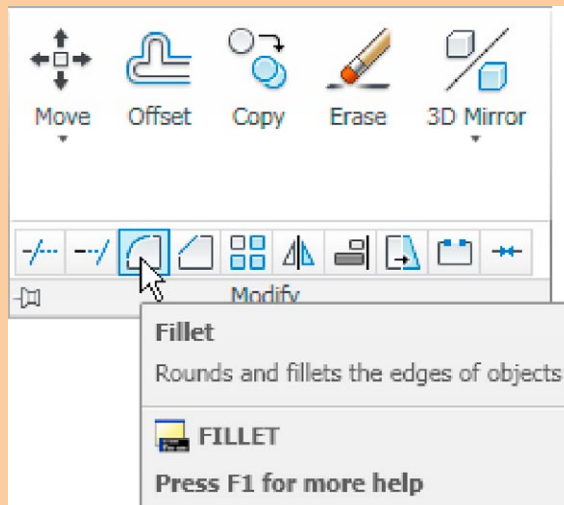 Move Offset Copy Erase 3D Mirror
Modify
Fillet
Rounds and fillets the edges of objects
FILLET
Press F1 for more help